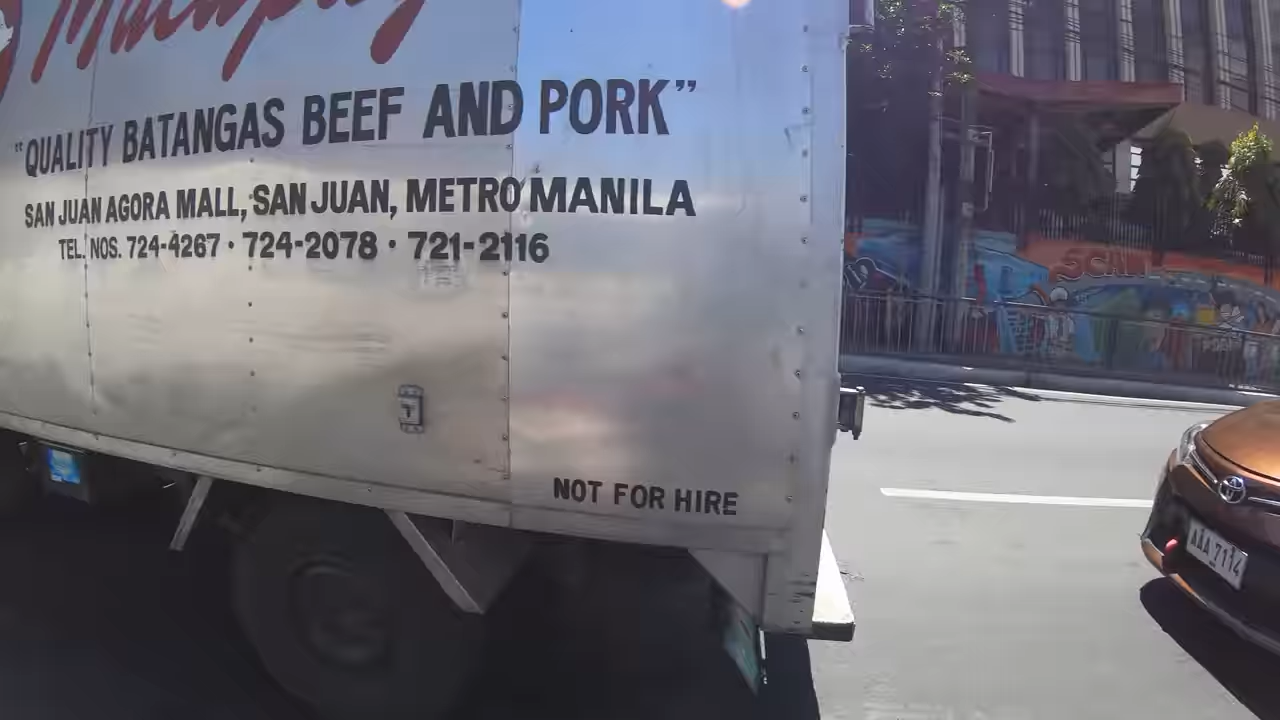 "QUALITY BATANGAS BEEF AND PORK"
SAN JUAN AGORA MALL, SAN JUAN, METRO MANILA
TEL. NOS. 724-4267 • 724-2078 • 721-2116
NOT FOR HIRE
AAA 7114